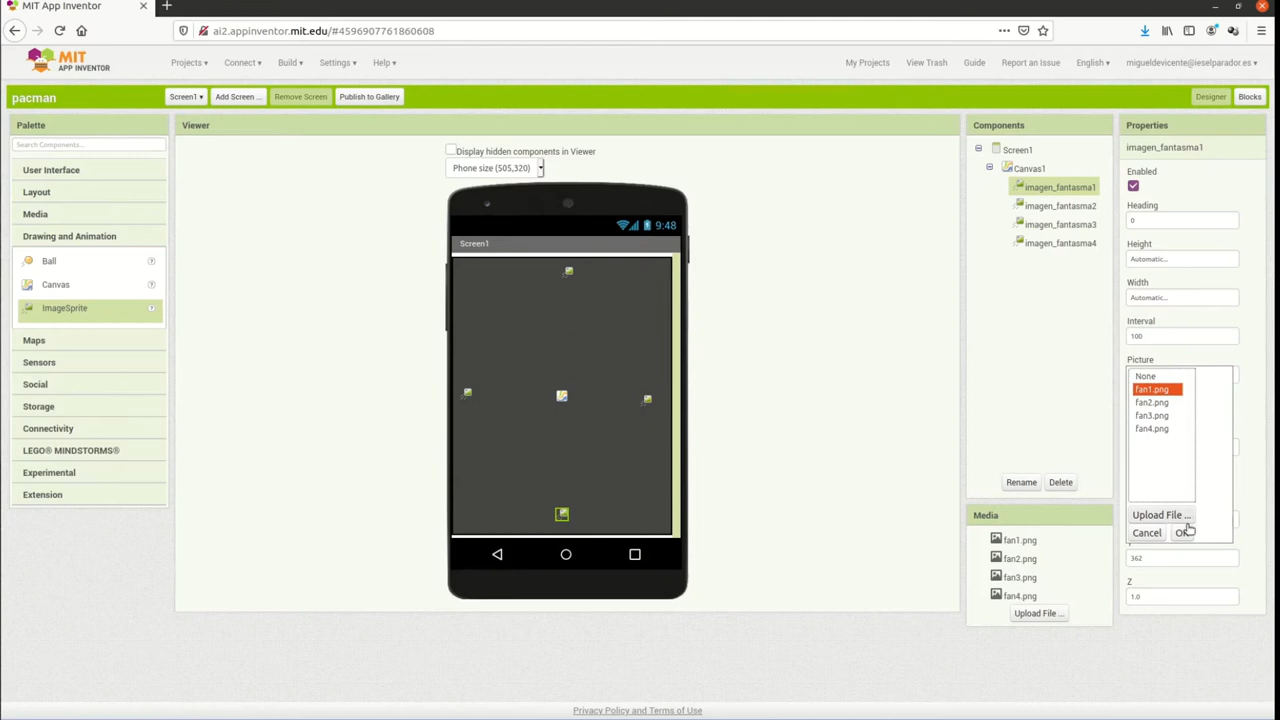 MIT App Inventor
ai2.appinventor.mit.edu/#4596907761860608
MIT
APP INVENTOR
Projects
Connect
Build
Settings
Help
My Projects
View Trash
Guide
Report an Issue
English
migueldevicente@ieselparador.es
pacman
Screen1
Add Screen ...
Remove Screen
Publish to Gallery
Designer
Blocks
Palette
Search Components...
User Interface
Layout
Media
Drawing and Animation
Ball
?
Canvas
?
ImageSprite
?
Maps
Sensors
Social
Storage
Connectivity
LEGO® MINDSTORMS®
Experimental
Extension
Viewer
Display hidden components in Viewer
Phone size (505,320)
9:48
Screen1
Components
Screen1
Canvas1
imagen_fantasma1
imagen_fantasma2
imagen_fantasma3
imagen_fantasma4
Rename
Delete
Media
fan1.png
fan2.png
fan3.png
fan4.png
Upload File ...
Properties
imagen_fantasma1
Enabled
Heading
0
Height
Automatic...
Width
Automatic...
Interval
100
Picture
None
fan1.png
fan2.png
fan3.png
fan4.png
Upload File ...
Cancel
OK
362
Z
1.0
Privacy Policy and Terms of Use